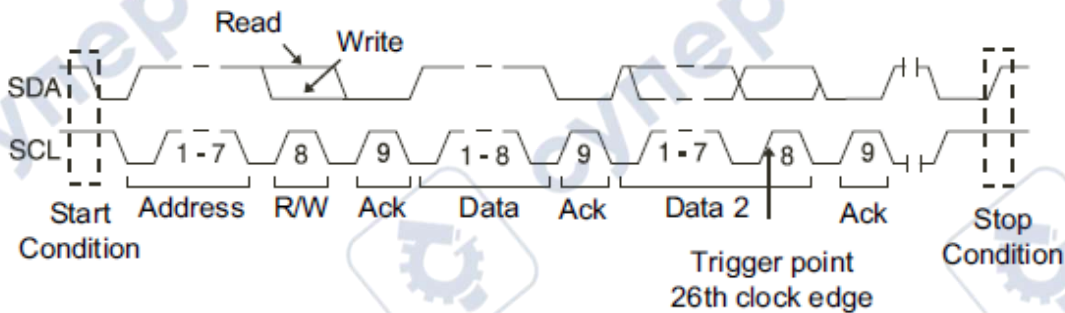 Read
Write
SDA
SCL
1 - 7
8
9
1 - 8
9
1 - 7
8
9
Start
Condition
Address
R/W
Ack
Data
Ack
Data 2
Ack
Stop
Condition
Trigger point
26th clock edge